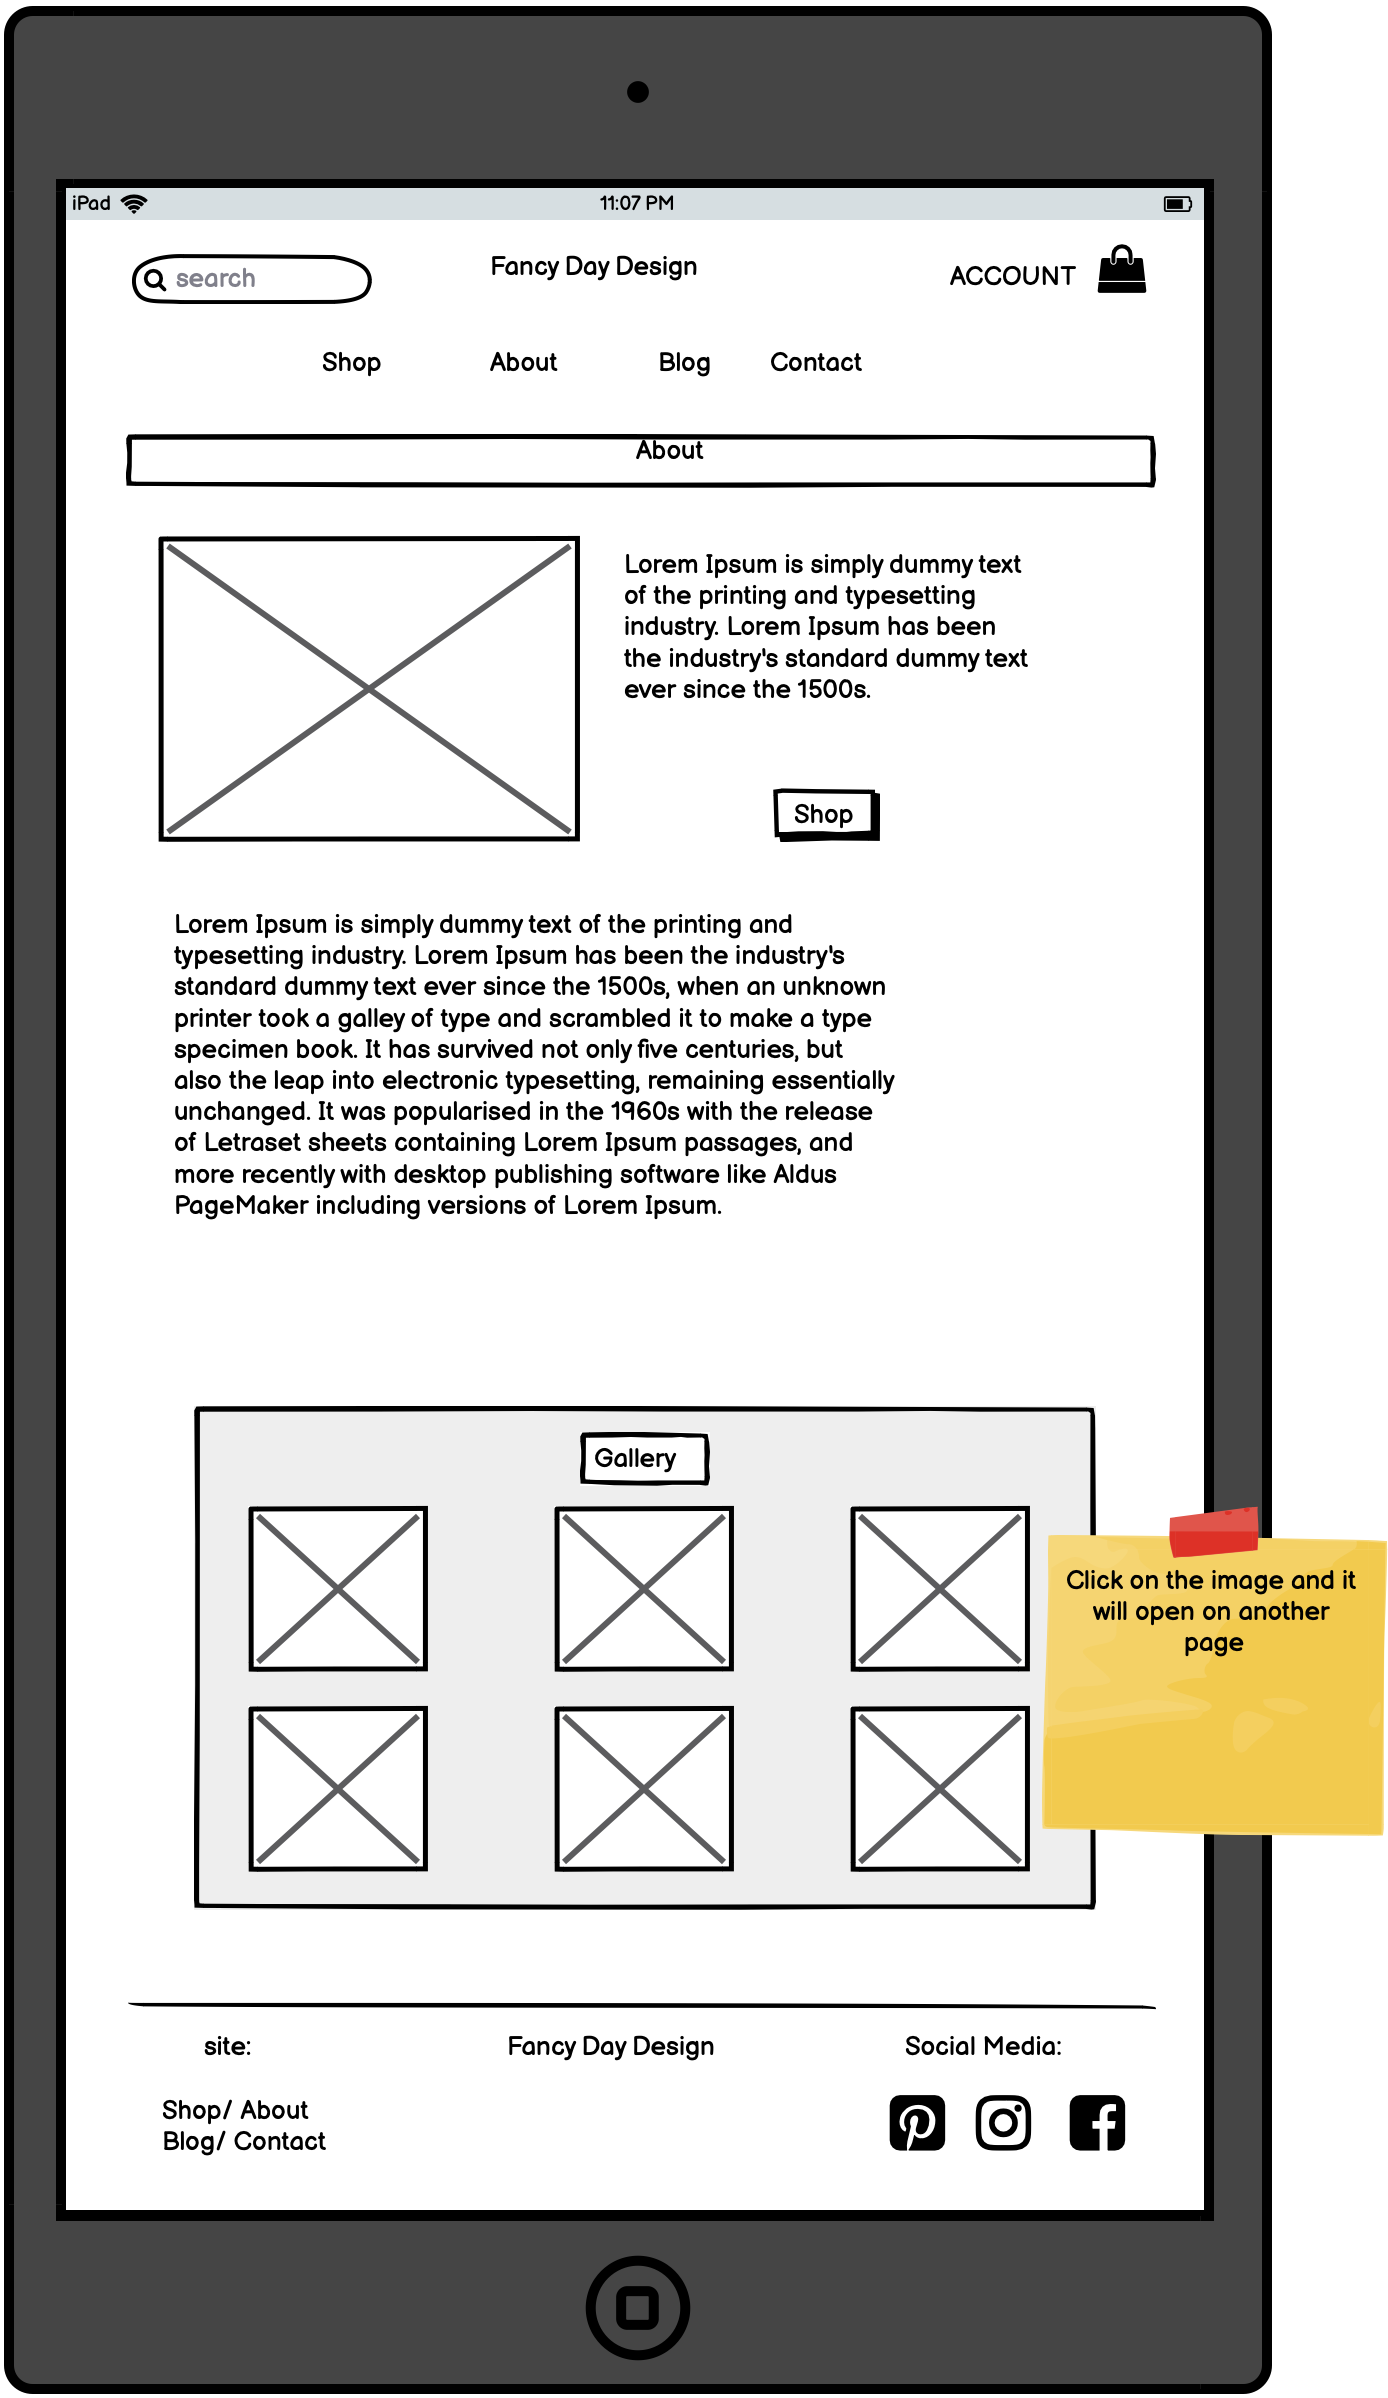 iPad
11:07 PM
search
Fancy Day Design
ACCOUNT
Shop
About
Blog
Contact
About
Lorem Ipsum is simply dummy text
of the printing and typesetting
industry. Lorem Ipsum has been
the industry's standard dummy text
ever since the 1500s.
Shop
Lorem Ipsum is simply dummy text of the printing and
typesetting industry. Lorem Ipsum has been the industry's
standard dummy text ever since the 1500s, when an unknown
printer took a galley of type and scrambled it to make a type
specimen book. It has survived not only five centuries, but
also the leap into electronic typesetting, remaining essentially
unchanged. It was popularised in the 1960s with the release
of Letraset sheets containing Lorem Ipsum passages, and
more recently with desktop publishing software like Aldus
PageMaker including versions of Lorem Ipsum.
Gallery
Click on the image and it
will open on another
page
site:
Fancy Day Design
Social Media:
Shop/ About
Blog/ Contact